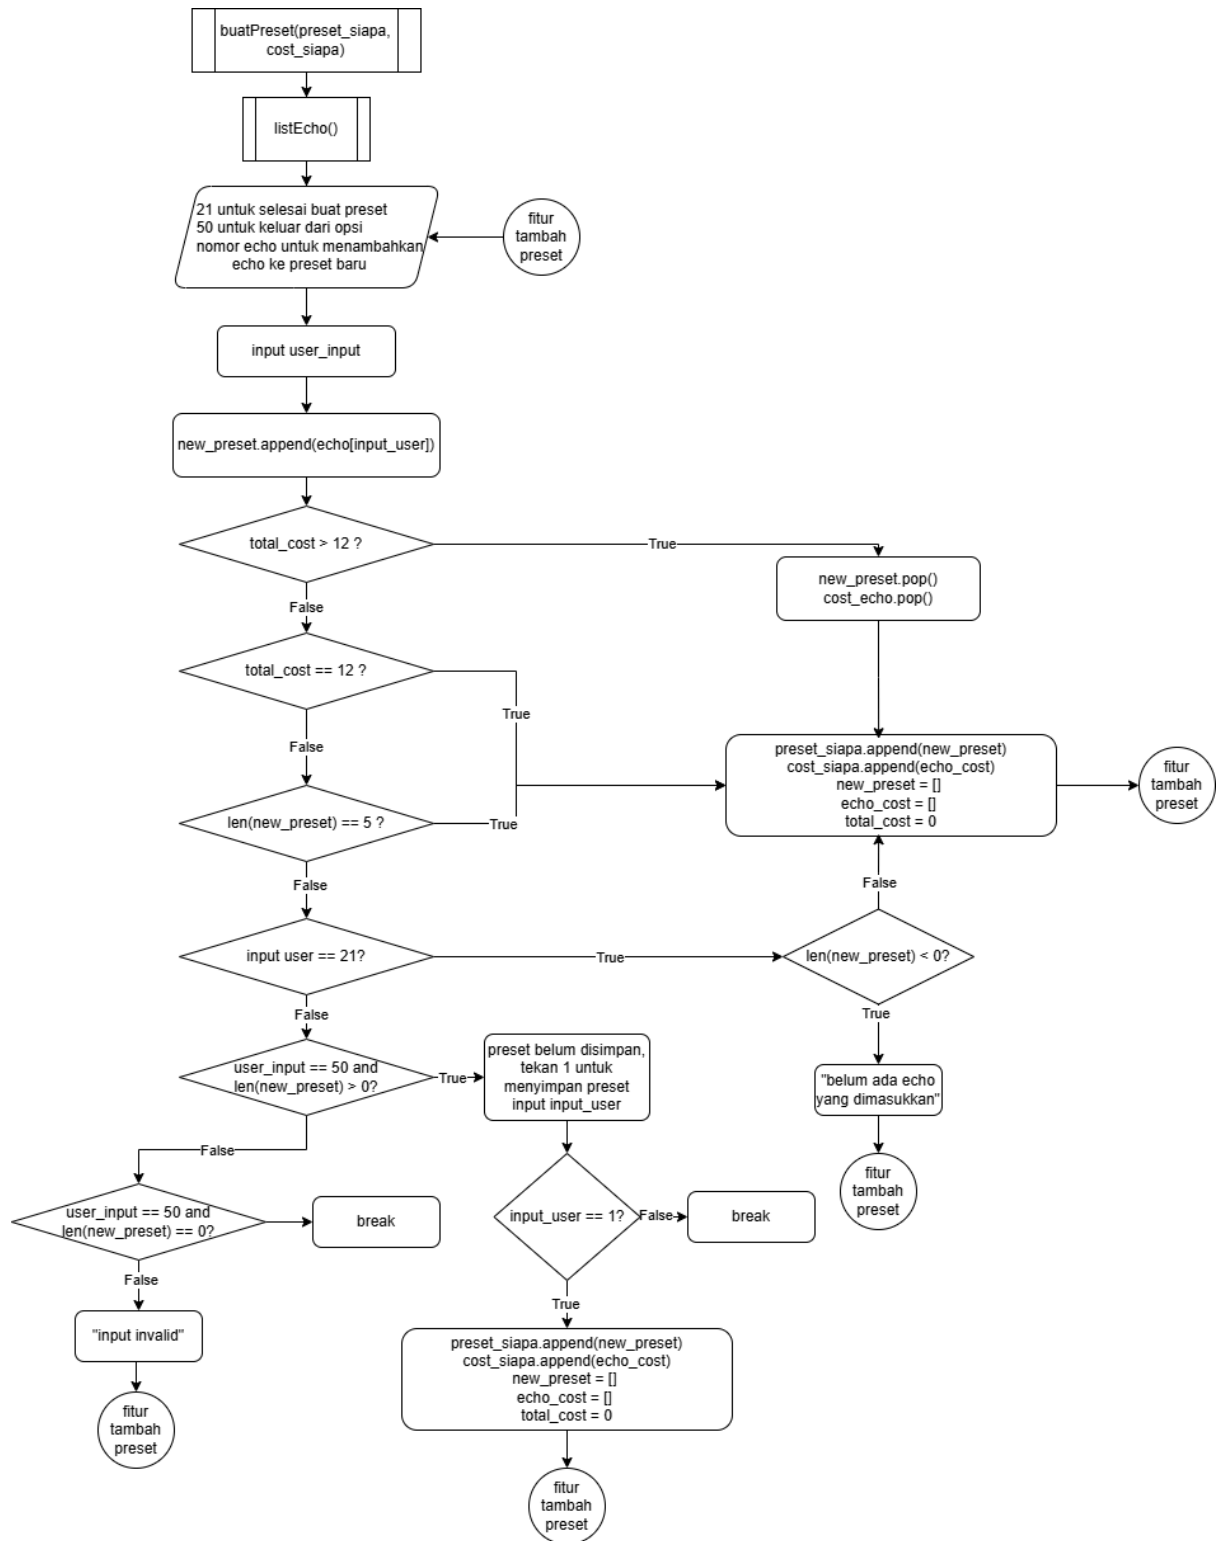 buatPreset(preset_siapa,
cost_siapa)
listEcho()
21 untuk selesai buat preset
50 untuk keluar dari opsi
nomor echo untuk menambahkan
echo ke preset baru
fitur
tambah
preset
input user_input
new_preset.append(echo[input_user])
total_cost > 12 ?
True
new_preset.pop()
cost_echo.pop()
False
total_cost == 12 ?
True
False
preset_siapa.append(new_preset)
cost_siapa.append(echo_cost)
new_preset = []
echo_cost = []
total_cost = 0
fitur
tambah
preset
len(new_preset) == 5 ?
True
False
False
input user == 21?
True
len(new_preset) < 0?
False
True
user_input == 50 and
len(new_preset) > 0?
True
preset belum disimpan,
tekan 1 untuk
menyimpan preset
input input_user
"belum ada echo
yang dimasukkan"
False
fitur
tambah
preset
user_input == 50 and
len(new_preset) == 0?
break
input_user == 1?
False
break
False
True
"input invalid"
preset_siapa.append(new_preset)
cost_siapa.append(echo_cost)
new_preset = []
echo_cost = []
total_cost = 0
fitur
tambah
preset
fitur
tambah
preset